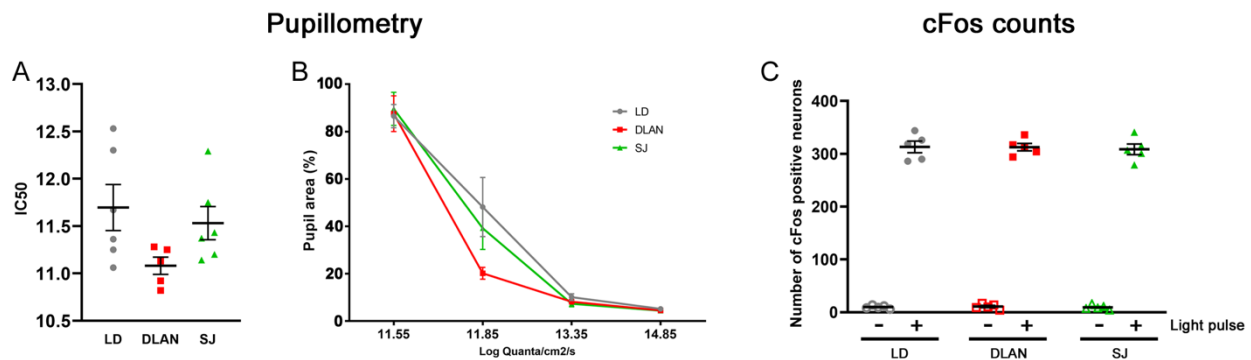 Pupillometry
cFos counts
A
IC50
13.0
12.5
12.0
11.5
11.0
10.5
LD DLAN SJ
B
Pupil area (%)
100
80
60
40
20
0
LD
DLAN
SJ
11.55 11.85 13.35 14.85
Log Quanta/cm2/s
C
Number of cFos positive neurons
400
300
200
100
0
- + - + - + Light pulse
LD DLAN SJ